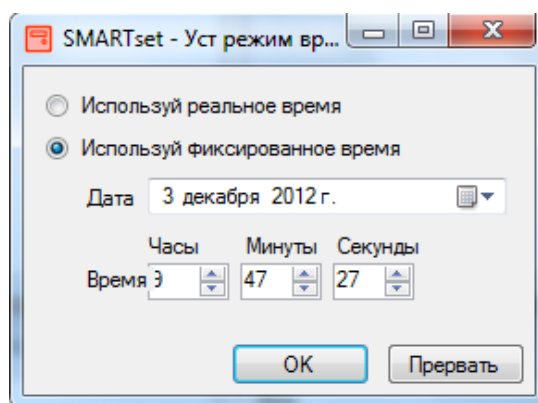 SMARTset - Уст режим вр...
Используй реальное время
Используй фиксированное время
Дата 3 декабря 2012 г.
Часы Минуты Секунды
Время 9 47 27
OK Прервать